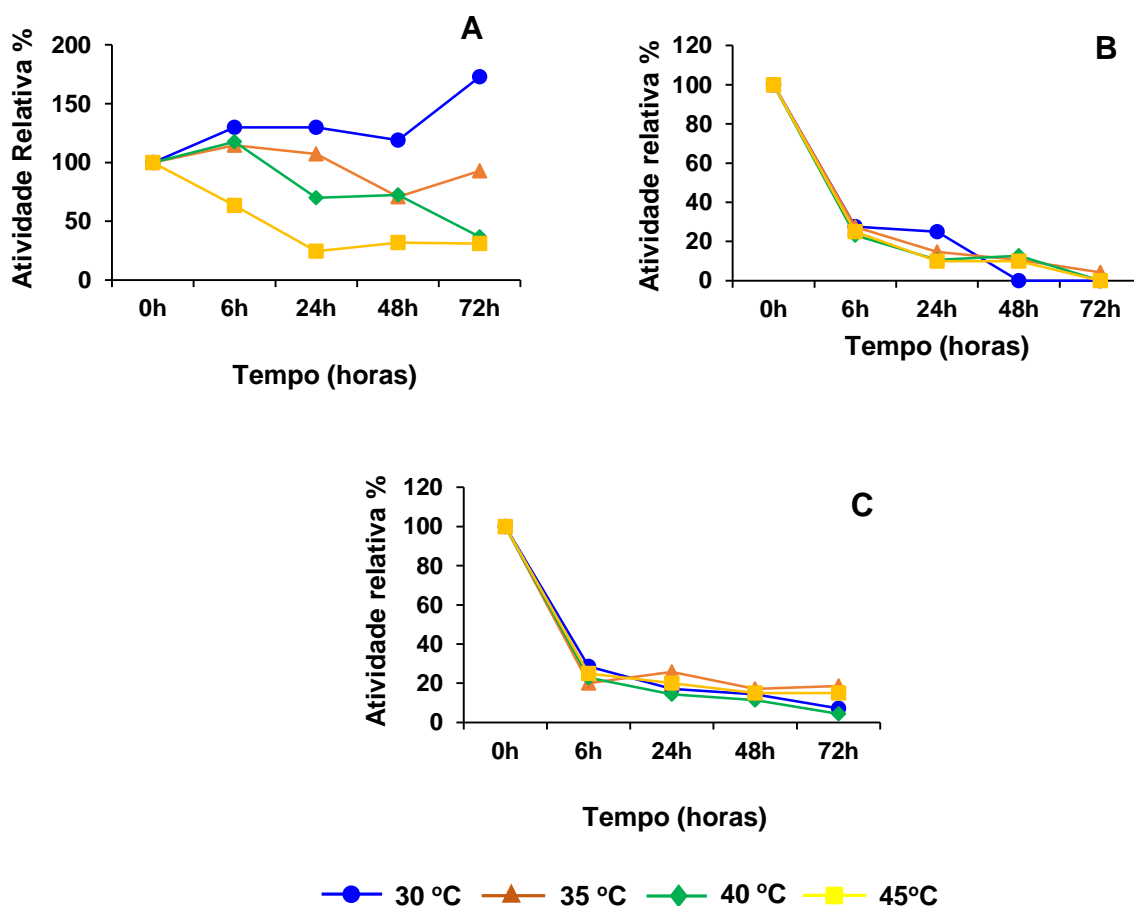 A
Atividade Relativa %
200
150
100
50
0
0h 6h 24h 48h 72h
Tempo (horas)
B
Atividade relativa %
120
100
80
60
40
20
0
0h 6h 24h 48h 72h
Tempo (horas)
C
Atividade relativa %
120
100
80
60
40
20
0
0h 6h 24h 48h 72h
Tempo (horas)
30 ºC 35 ºC 40 ºC 45ºC